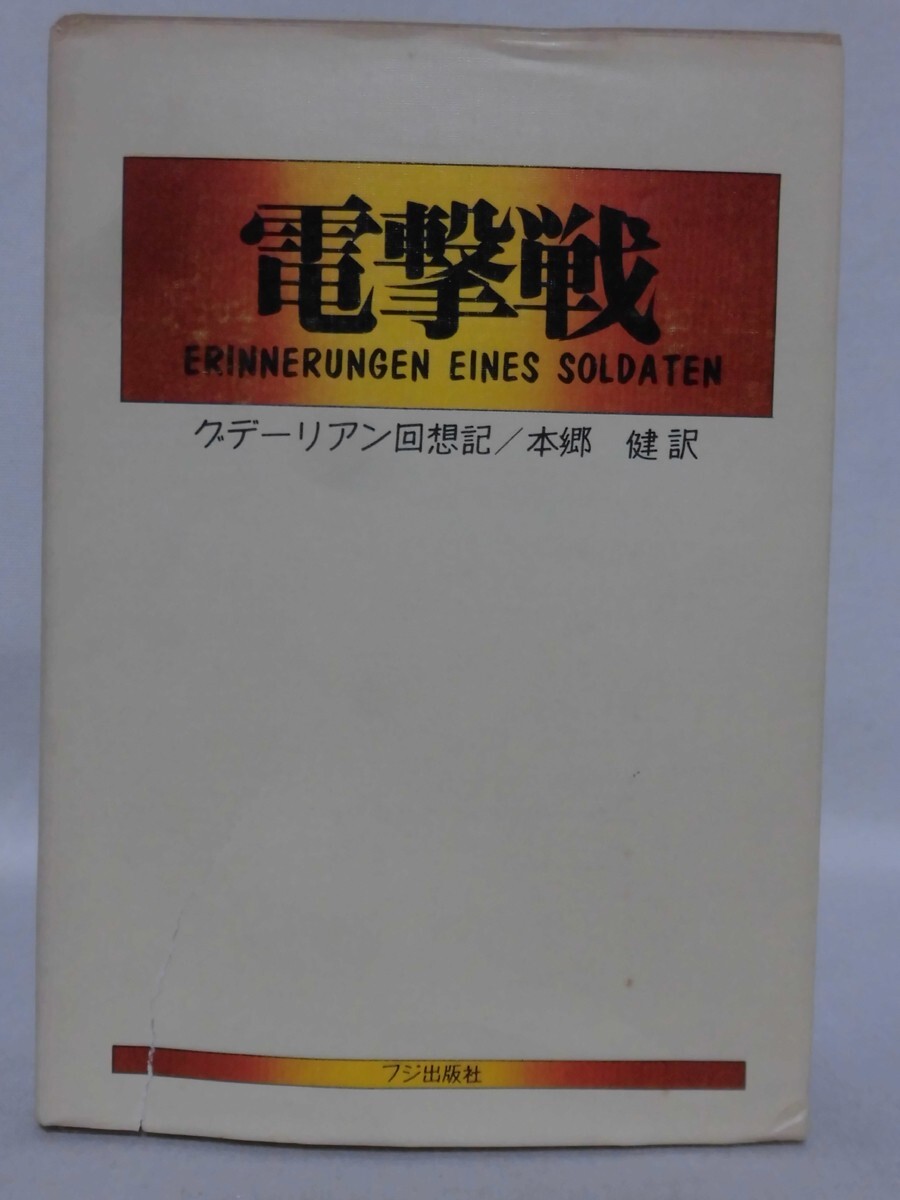 電撃戦
ERINNERUNGEN EINES SOLDATEN
グデーリアン回想記/本郷 健訳
フジ出版社